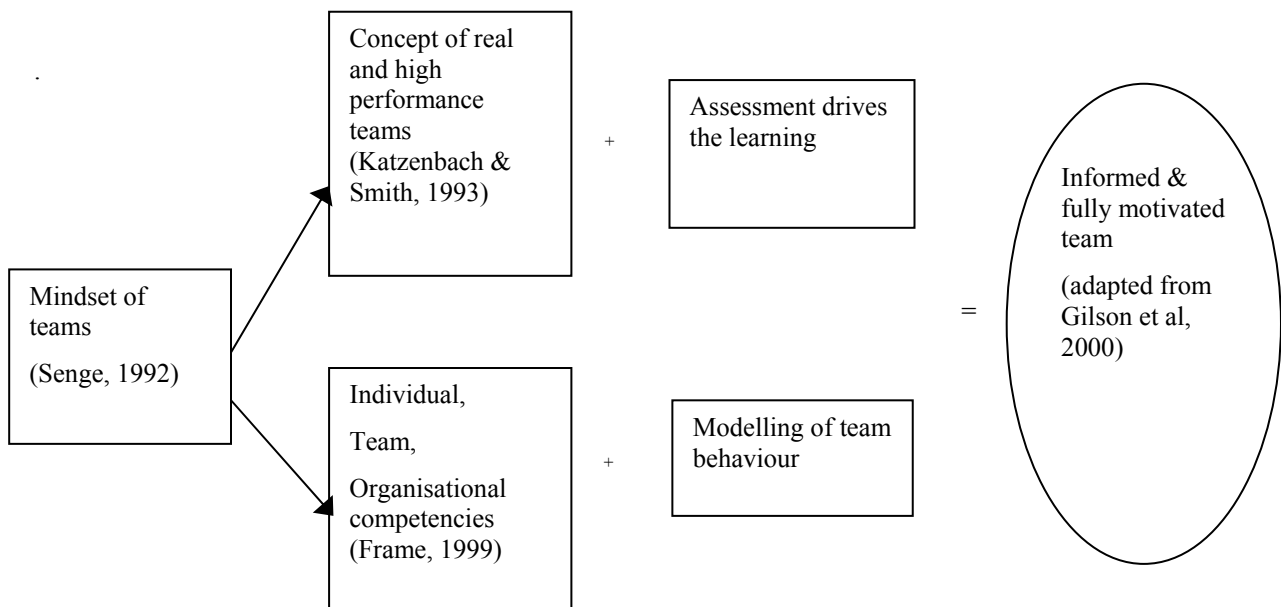 Mindset of
teams
(Senge, 1992)
Concept of real
and high
performance
teams
(Katzenbach &
Smith, 1993)
+
Assessment drives
the learning
Individual,
Team,
Organisational
competencies
(Frame, 1999)
+
Modelling of team
behaviour
=
Informed &
fully motivated
team
(adapted from
Gilson et al,
2000)
.